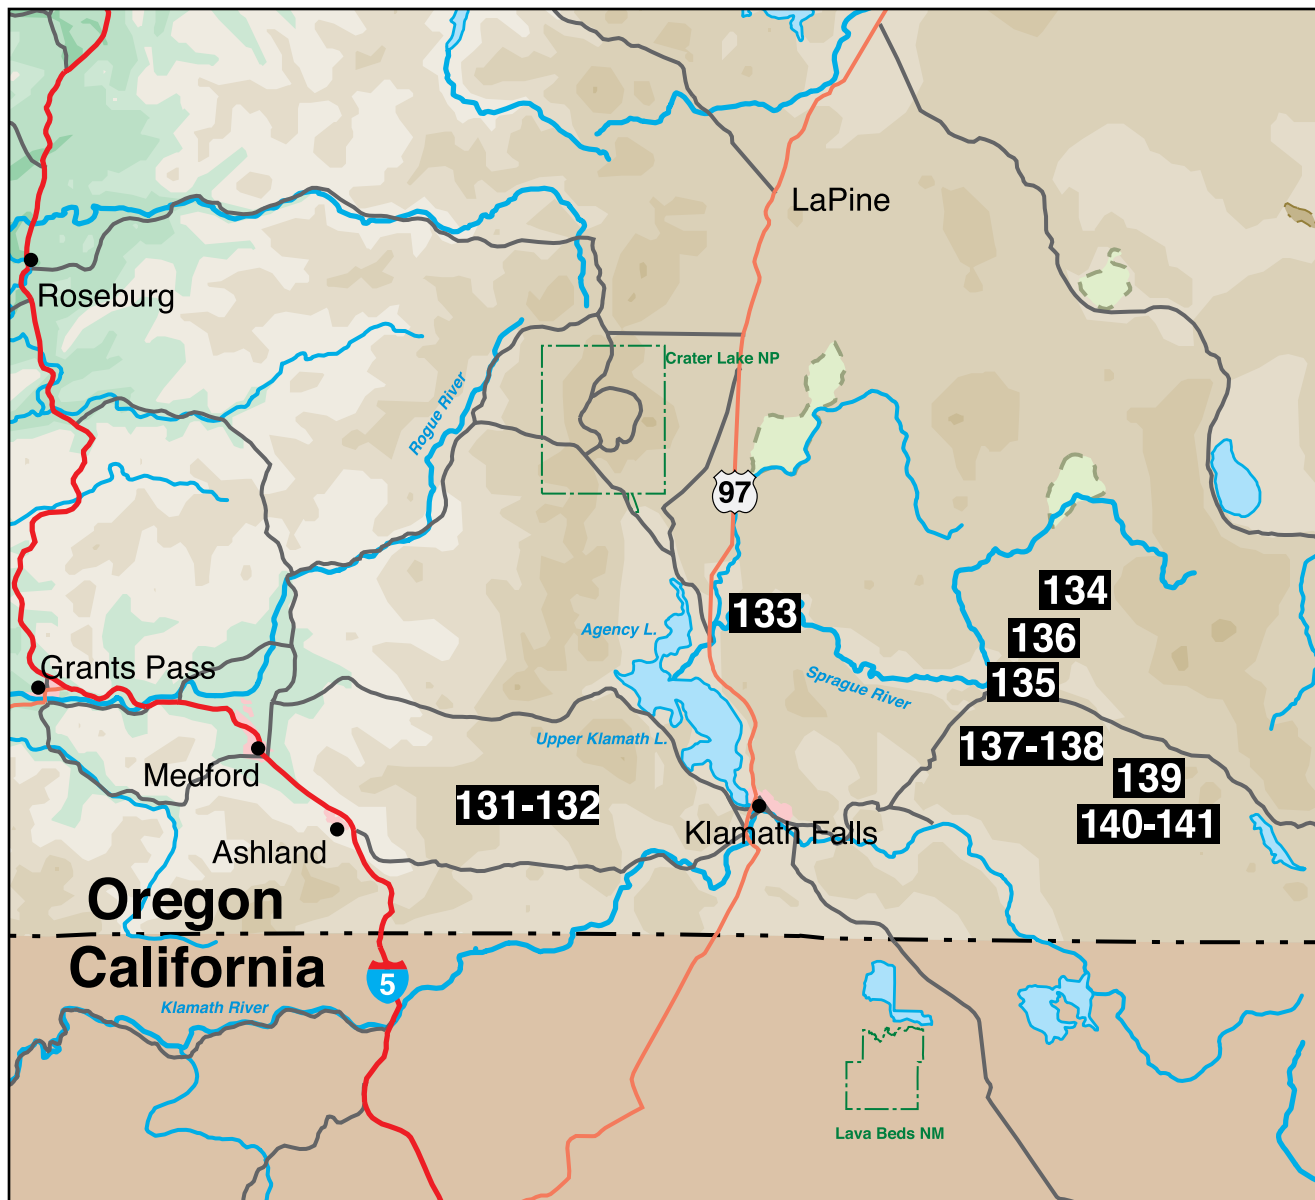 LaPine
Roseburg
Crater Lake NP
Rogue River
97
134
133
136
Agency L.
Grants Pass
135
Sprague River
Upper Klamath L.
137-138
Medford
139
131-132
140-141
Klamath Falls
Ashland
Oregon
California
5
Klamath River
Lava Beds NM